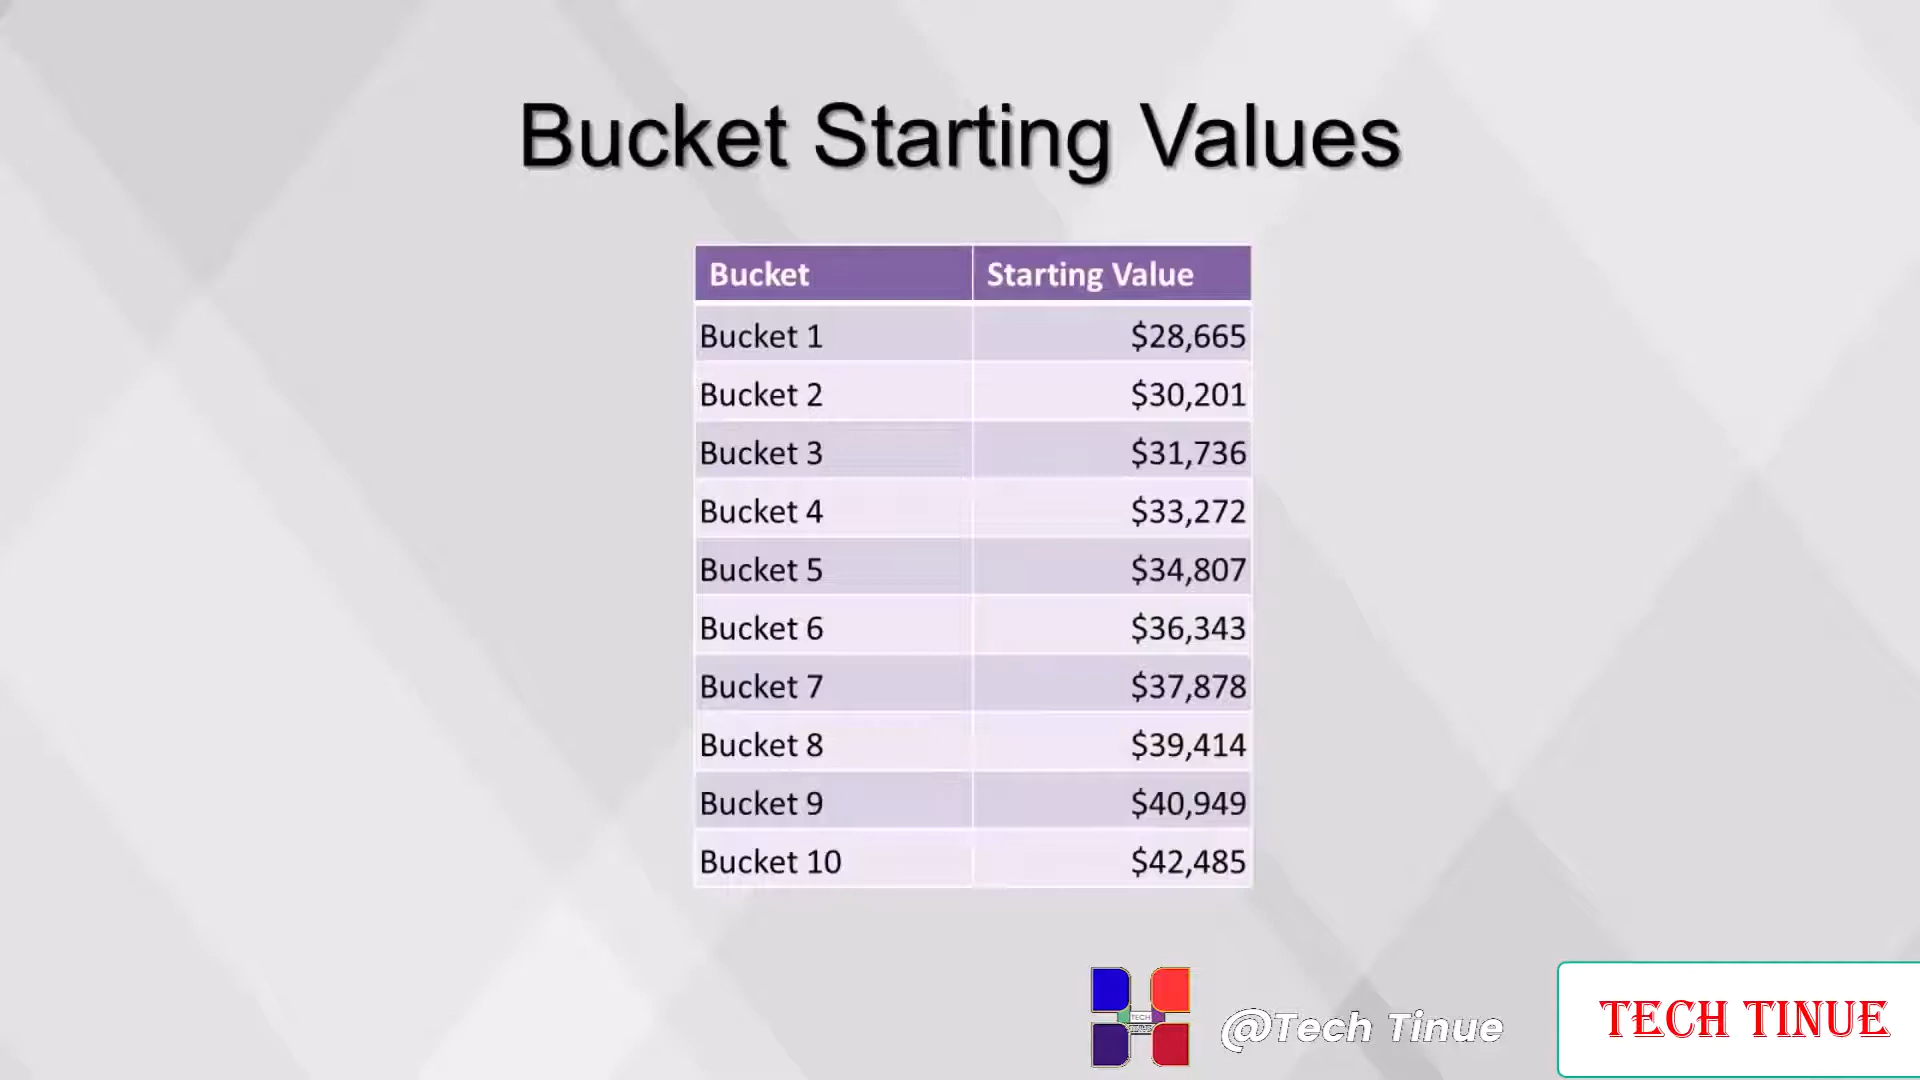 Bucket Starting Values
Bucket Starting Value
Bucket 1 $28,665
Bucket 2 $30,201
Bucket 3 $31,736
Bucket 4 $33,272
Bucket 5 $34,807
Bucket 6 $36,343
Bucket 7 $37,878
Bucket 8 $39,414
Bucket 9 $40,949
Bucket 10 $42,485
TECH
@Tech Tinue
TECH TINUE